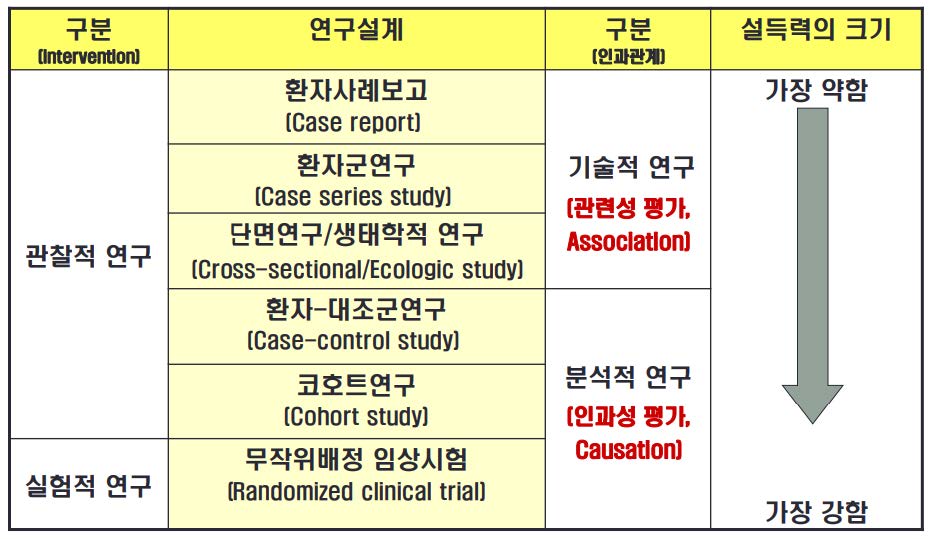 구분
(Intervention)
연구설계
구분
(인과관계)
설득력의 크기
관찰적 연구
환자사례보고
(Case report)
환자군연구
(Case series study)
단면연구/생태학적 연구
(Cross-sectional/Ecologic study)
기술적 연구
(관련성 평가,
Association)
가장 약함
환자-대조군연구
(Case-control study)
코호트연구
(Cohort study)
분석적 연구
(인과성 평가,
Causation)
실험적 연구
무작위배정 임상시험
(Randomized clinical trial)
가장 강함